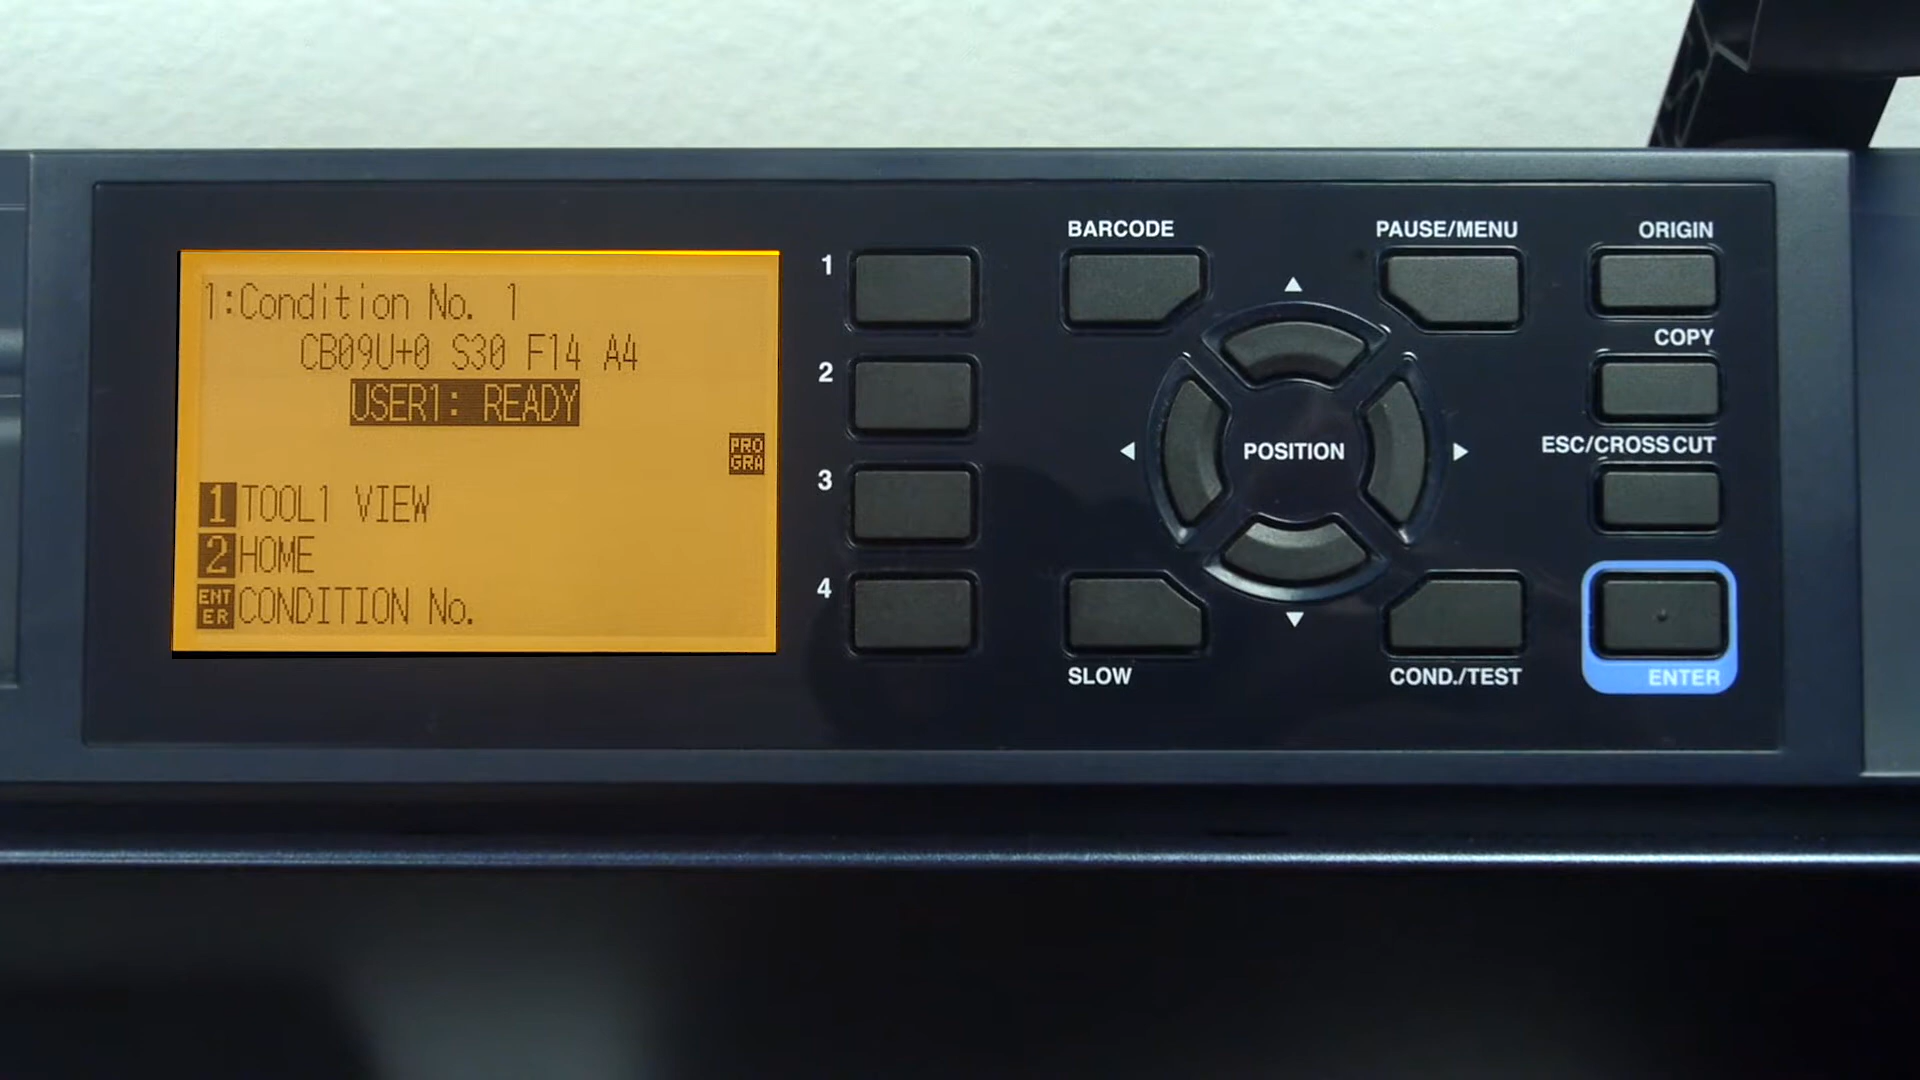 1:Condition No. 1
CB09U+0 S30 F14 A4
USER1: READY
PRO
GRA
1 TOOL1 VIEW
2 HOME
ENT
ER CONDITION No.
1
2
3
4
BARCODE
PAUSE/MENU
ORIGIN
COPY
ESC/CROSS CUT
POSITION
SLOW
COND./TEST
ENTER